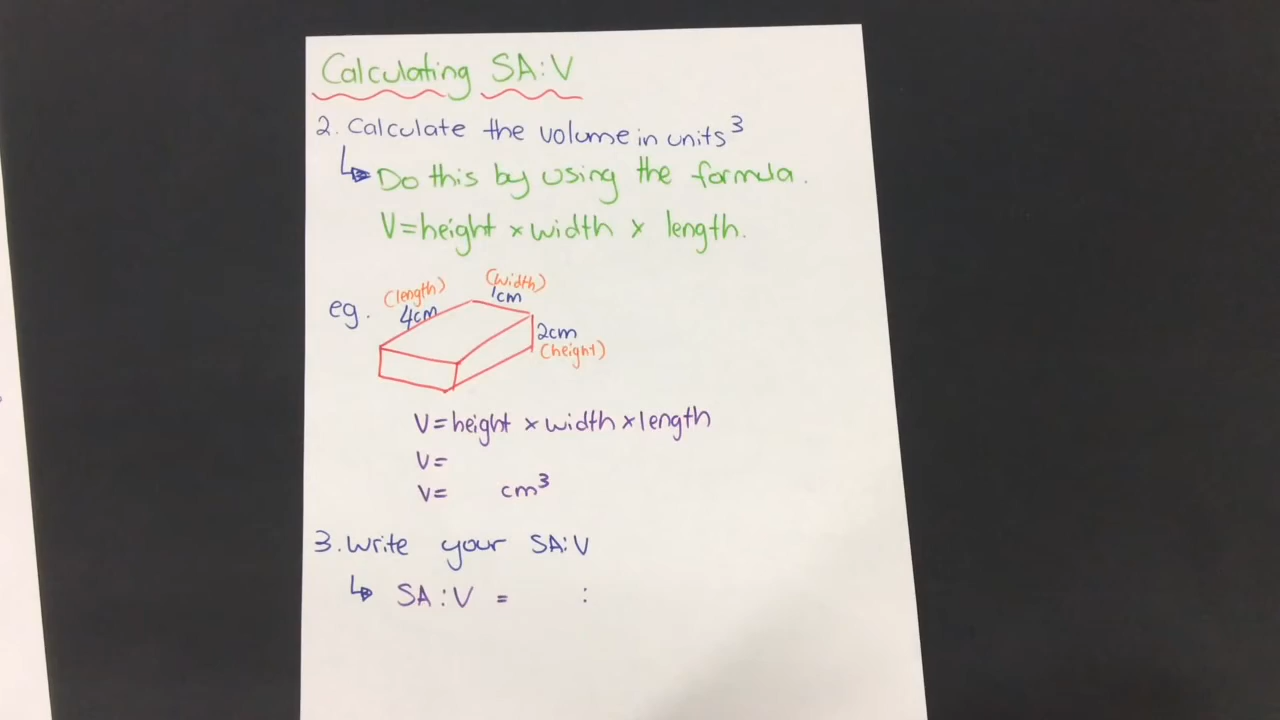 Calculating SA:V
2. Calculate the volume in units³
Do this by using the formula.
V=height x width x length.
(length)
(width)
eg.
4cm
1cm
2cm
(height)
V=height x width x length
V=
V= cm³
3. Write your SA:V
SA:V = :